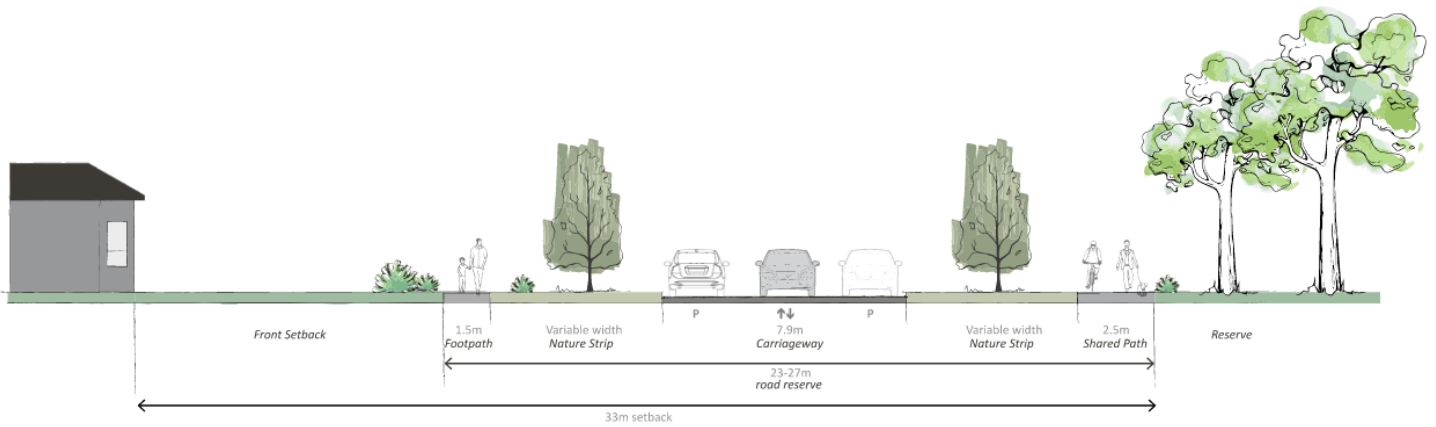 P
P
Front Setback
1.5m
Footpath
Variable width
Nature Strip
7.9m
Carriageway
Variable width
Nature Strip
2.5m
Shared Path
Reserve
23-27m
road reserve
33m setback